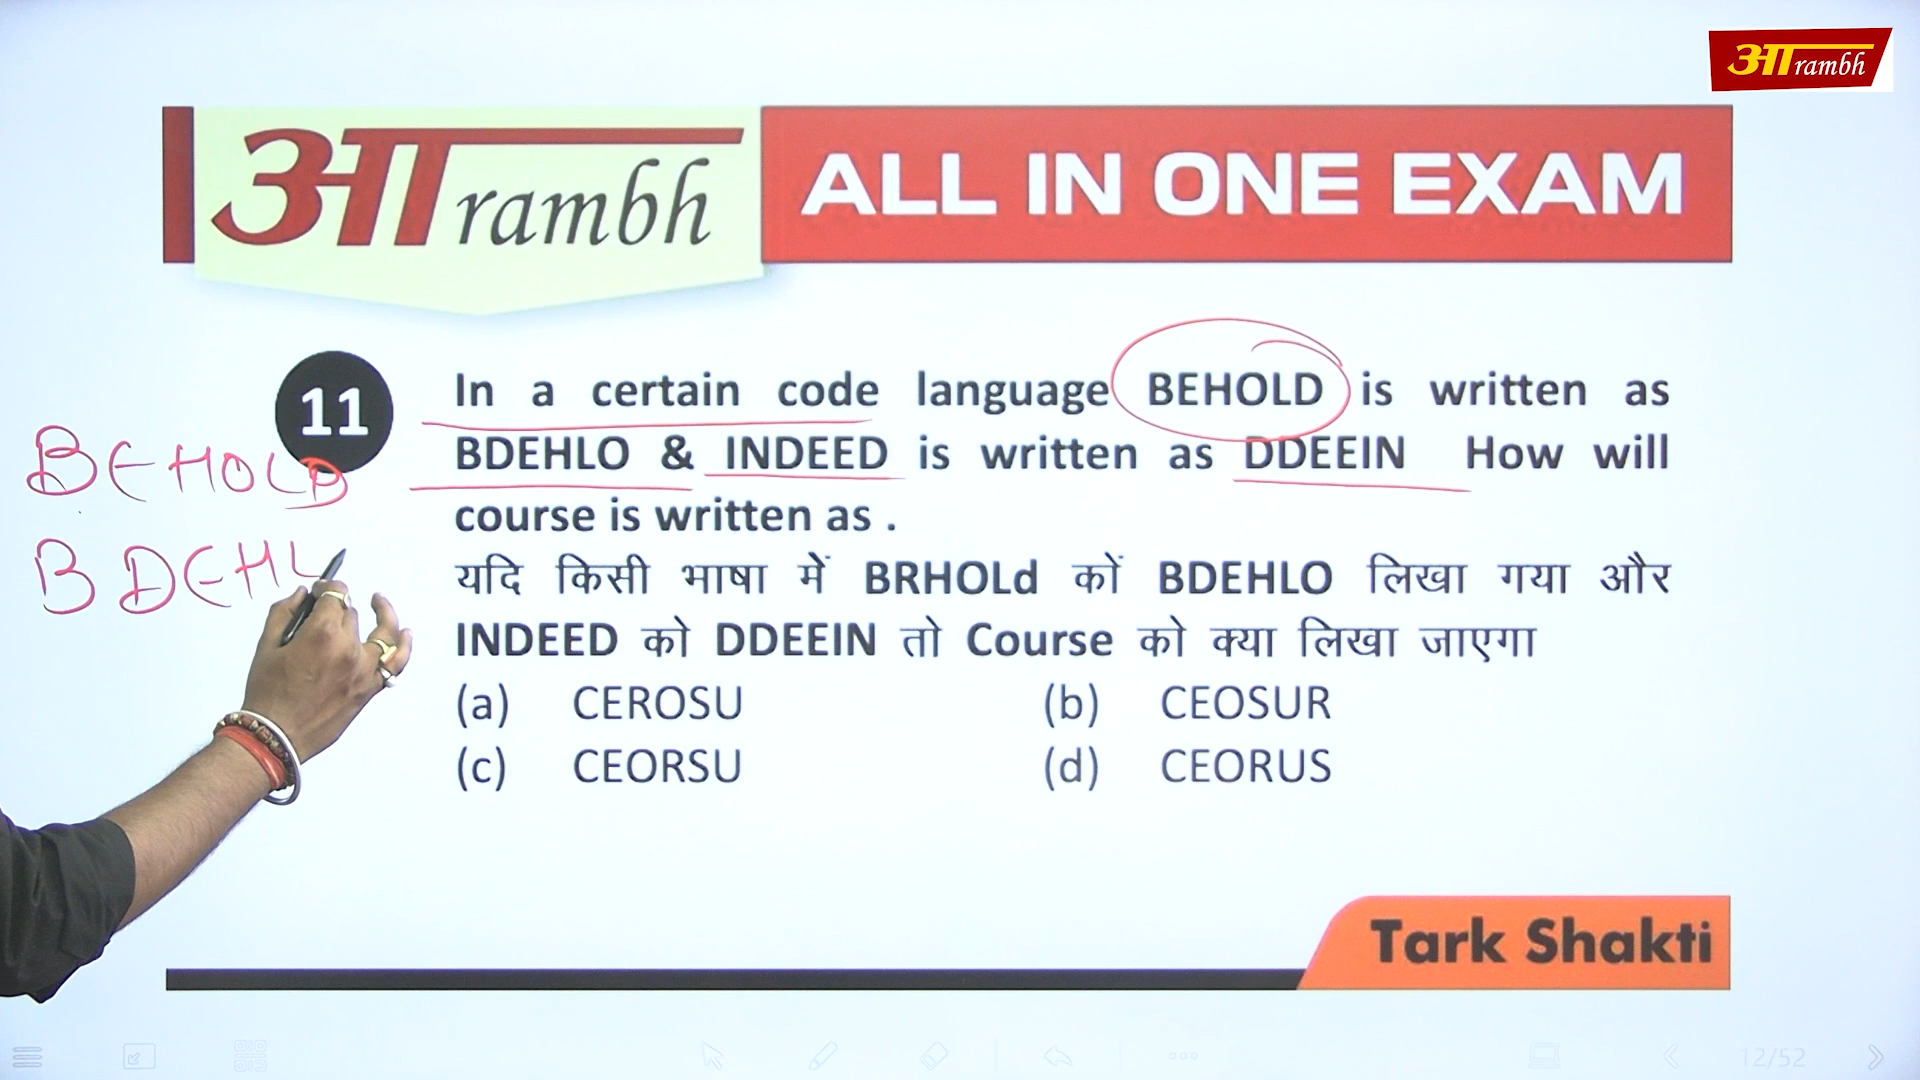 आrambh
आrambh ALL IN ONE EXAM
11
In a certain code language BEHOLD is written as
BDEHLO & INDEED is written as DDEEIN How will
course is written as .
यदि किसी भाषा में BRHOLd कों BDEHLO लिखा गया और
INDEED को DDEEIN तो Course को क्या लिखा जाएगा
(a) CEROSU (b) CEOSUR
(c) CEORSU (d) CEORUS
BEHOLD
BDEHL
Tark Shakti
12/52